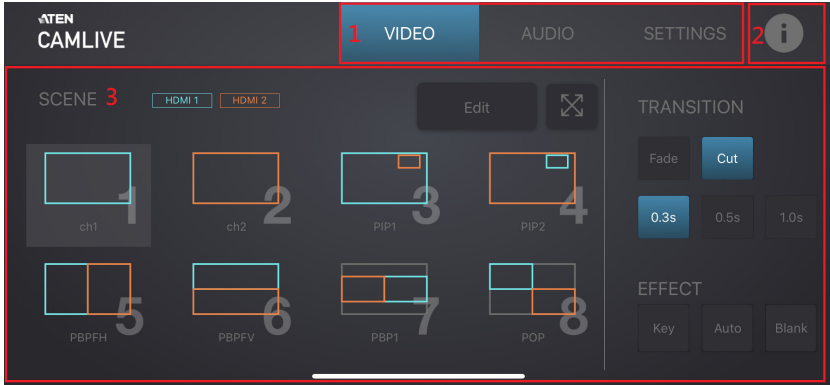 ATEN
CAMLIVE
1 VIDEO AUDIO SETTINGS 2 i
SCENE 3 HDMI 1 HDMI 2 Edit TRANSITION
Fade Cut
1 2 3 4
ch1 ch2 PIP1 PIP2
0.3s 0.5s 1.0s
5 6 7 8
PBPFH PBPFV PBP1 POP
EFFECT
Key Auto Blank